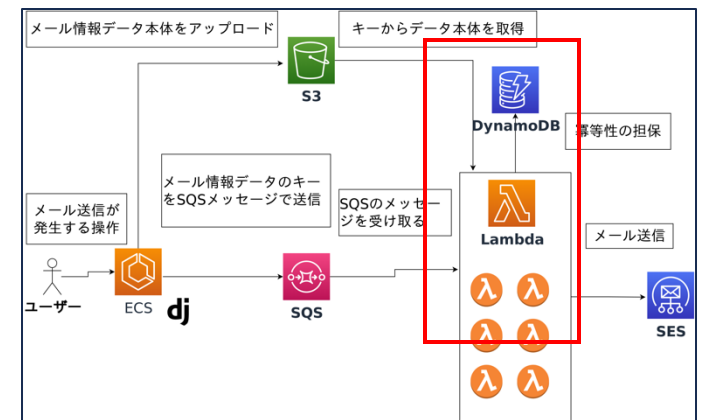 メール情報データ本体をアップロード
キーからデータ本体を取得
S3
DynamoDB
冪等性の担保
メール情報データのキー
をSQSメッセージで送信
SQSのメッセー
ジを受け取る
メール送信が
発生する操作
Lambda
メール送信
ユーザー
ECS
dj
SQS
SES